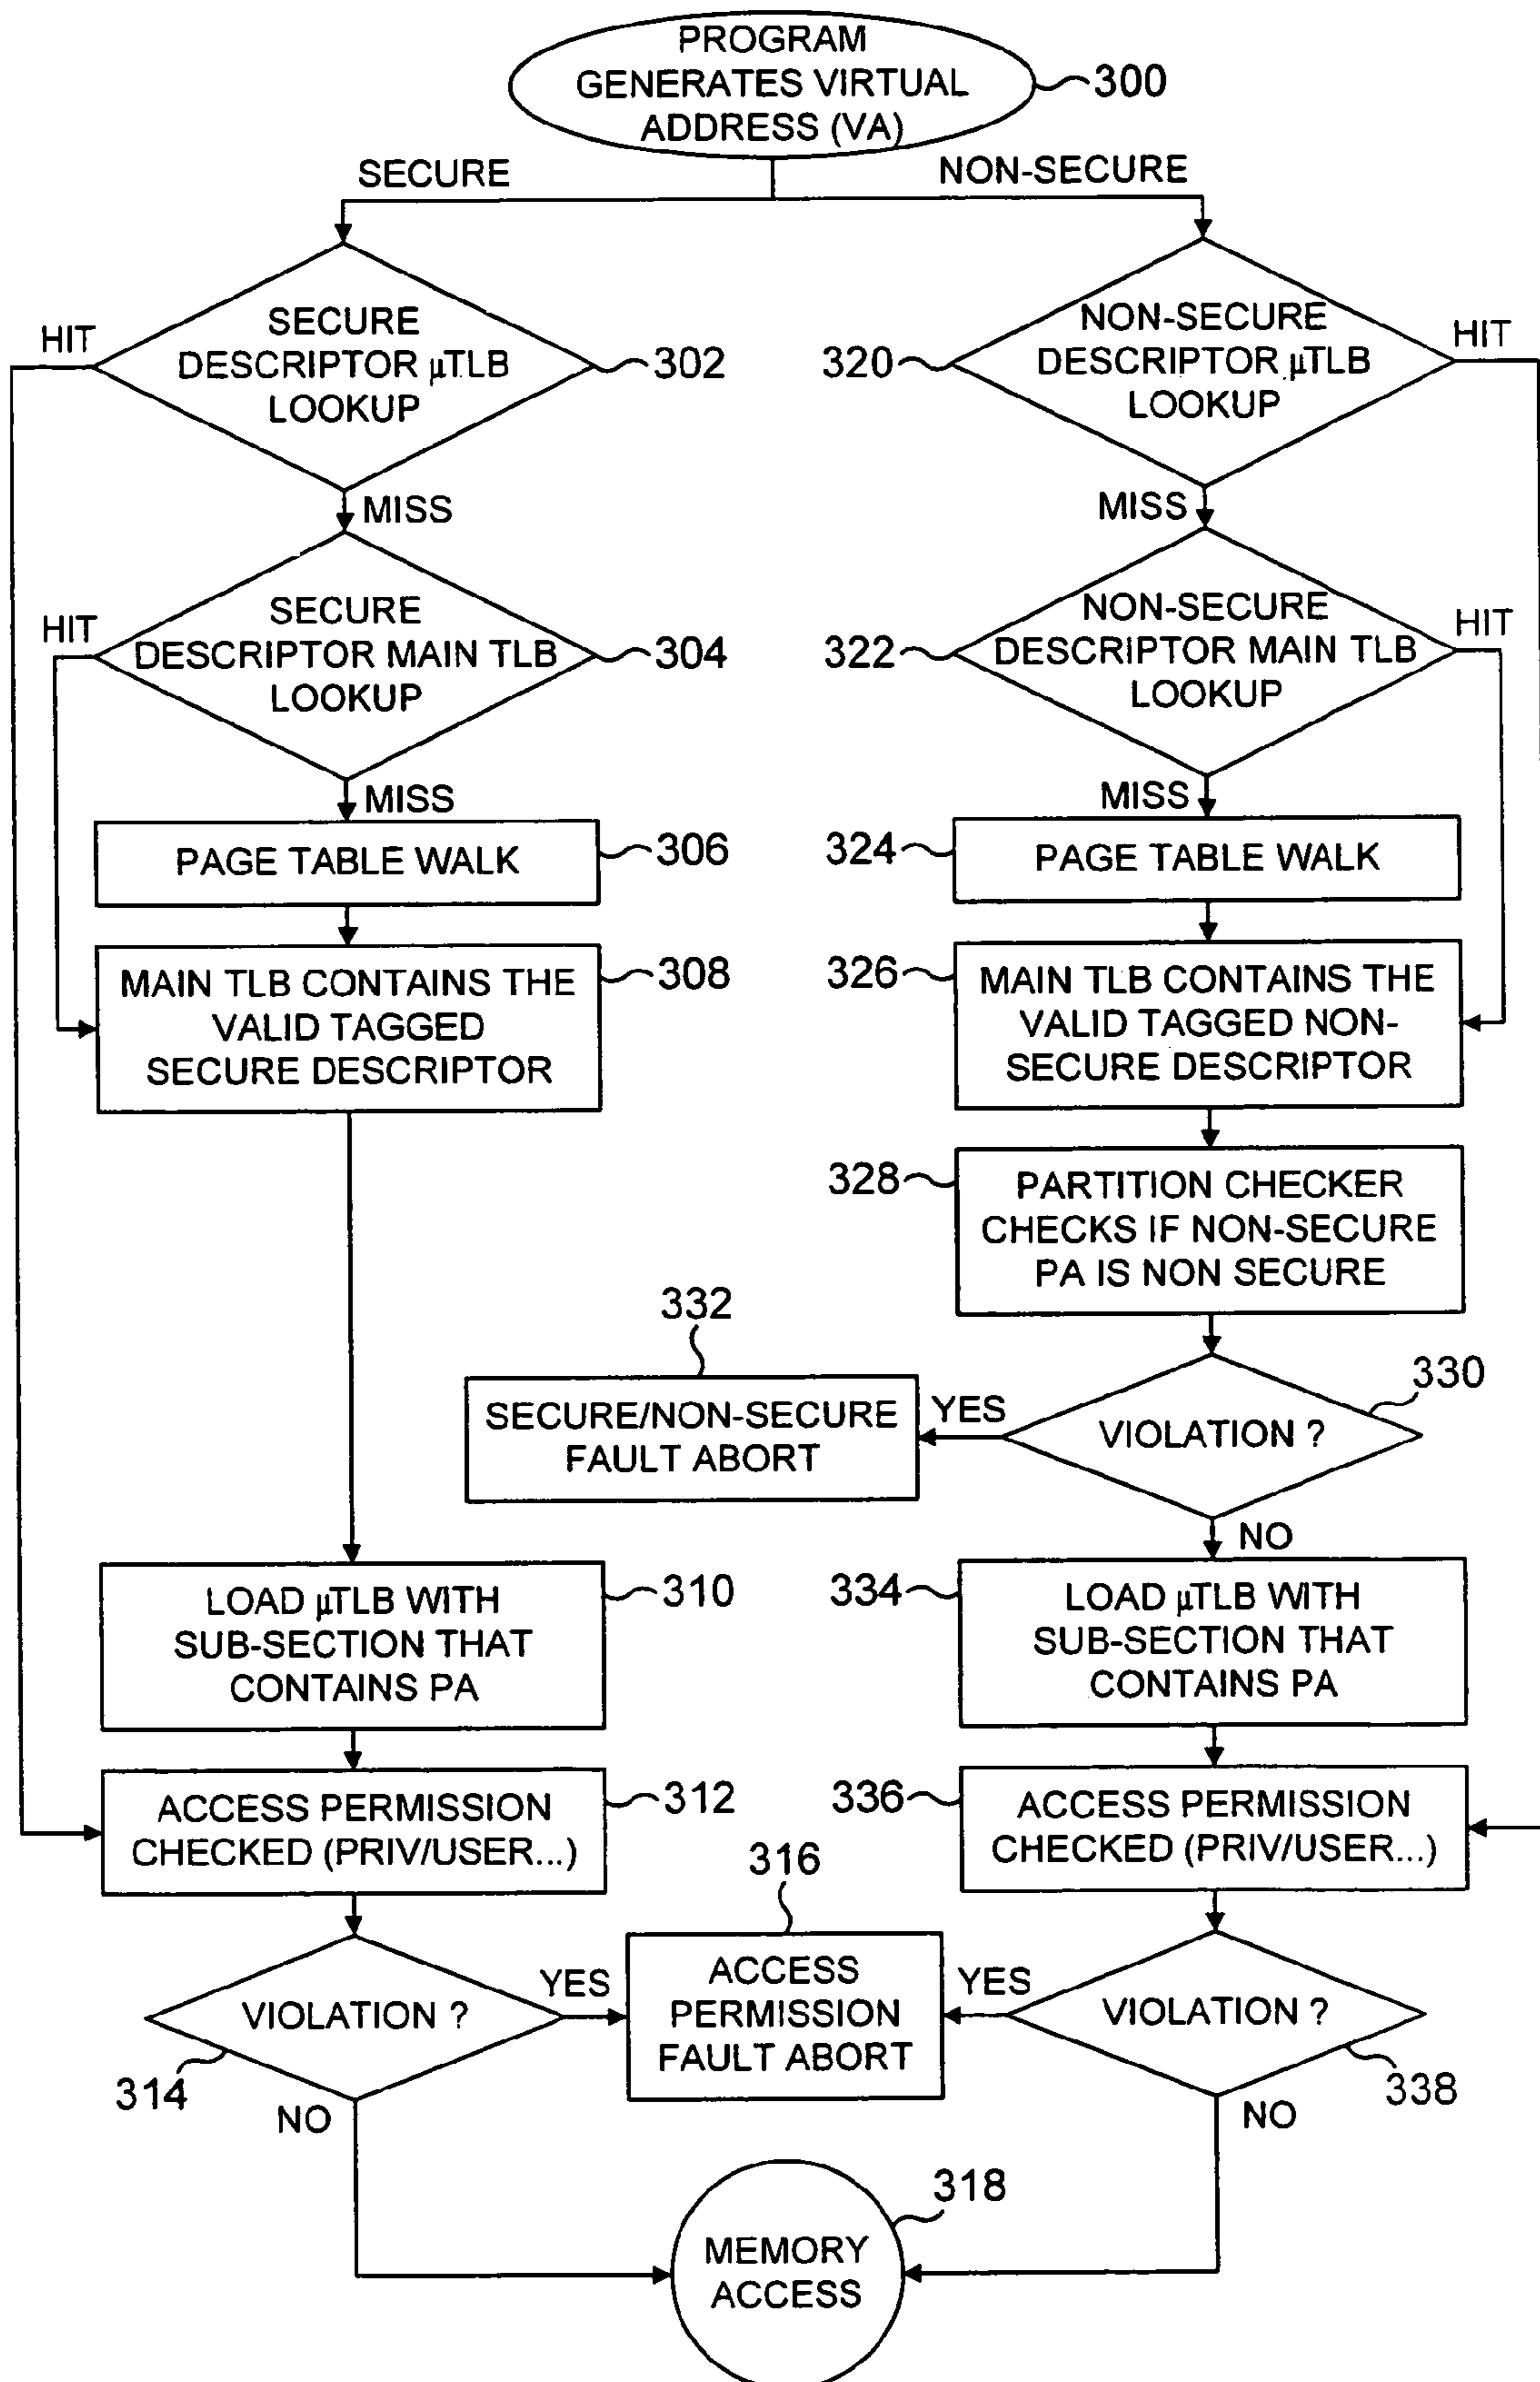 PROGRAM
GENERATES VIRTUAL
ADDRESS (VA)
300
SECURE
NON-SECURE
HIT
SECURE
DESCRIPTOR µTLB
LOOKUP
302
320
NON-SECURE
DESCRIPTOR µTLB
LOOKUP
HIT
MISS
MISS
HIT
SECURE
DESCRIPTOR MAIN TLB
LOOKUP
304
322
NON-SECURE
DESCRIPTOR MAIN TLB
LOOKUP
HIT
MISS
MISS
PAGE TABLE WALK
306
324
PAGE TABLE WALK
MAIN TLB CONTAINS THE
VALID TAGGED
SECURE DESCRIPTOR
308
326
MAIN TLB CONTAINS THE
VALID TAGGED NON-
SECURE DESCRIPTOR
328
PARTITION CHECKER
CHECKS IF NON-SECURE
PA IS NON SECURE
332
SECURE/NON-SECURE
FAULT ABORT
YES
VIOLATION ?
330
NO
LOAD µTLB WITH
SUB-SECTION THAT
CONTAINS PA
310
334
LOAD µTLB WITH
SUB-SECTION THAT
CONTAINS PA
ACCESS PERMISSION
CHECKED (PRIV/USER...)
312
336
ACCESS PERMISSION
CHECKED (PRIV/USER...)
316
VIOLATION ?
314
YES
ACCESS
PERMISSION
FAULT ABORT
YES
VIOLATION ?
338
NO
NO
318
MEMORY
ACCESS